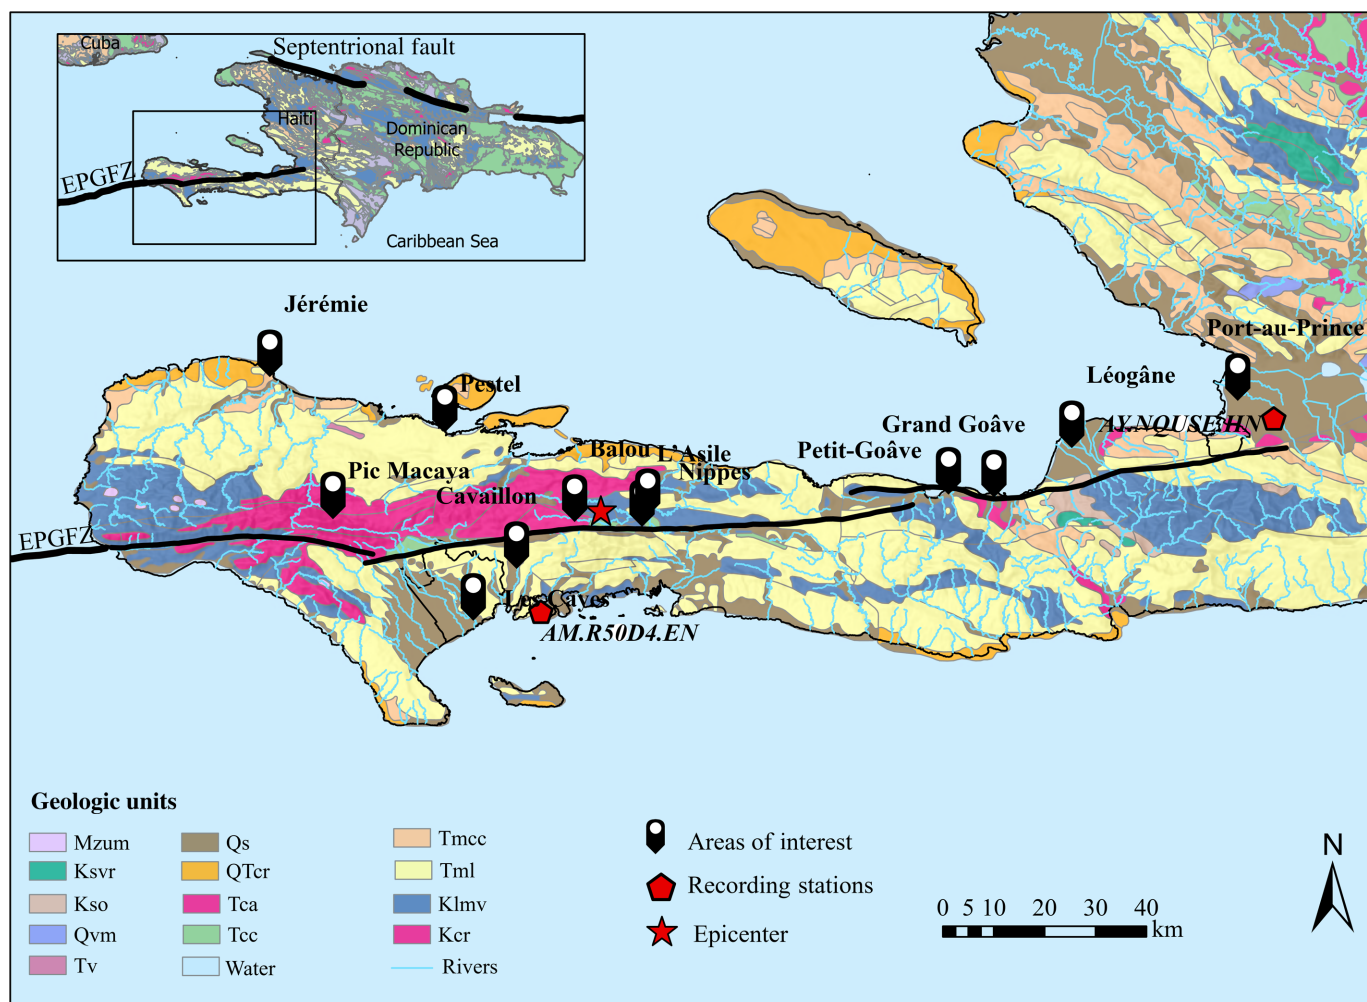 Cuba
Septentrional fault
Haiti
Dominican
Republic
EPGFZ
Caribbean Sea
Jérémie
Port-au-Prince
Pestel
Léogâne
AY.NQUSE.HN
Grand Goâve
Balou
L'Asile
Petit-Goâve
Pic Macaya
Nippes
Cavaillon
EPGFZ
Les Cayes
AM.R50D4.EN
Geologic units
Mzum
Qs
Tmcc
Ksvr
QTcr
Tml
Kso
Tca
Klmv
Qvm
Tcc
Kcr
Tv
Water
Rivers
Areas of interest
Recording stations
Epicenter
0 5 10 20 30 40
km
N